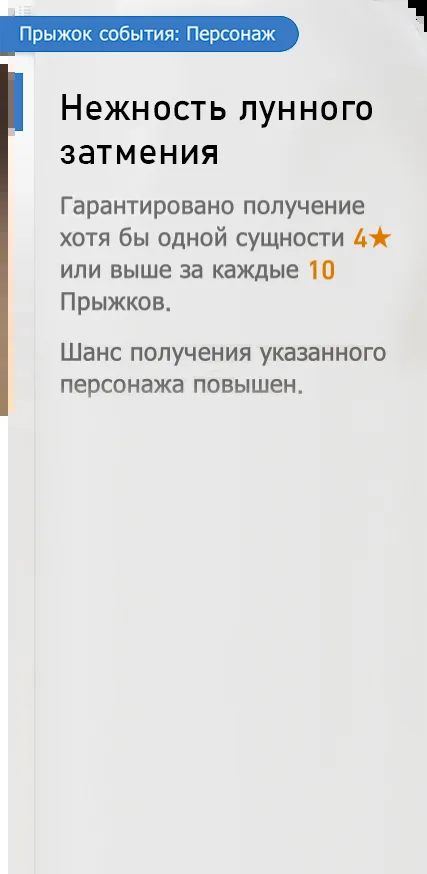 Прыжок события: Персонаж
Нежность лунного
затмения
Гарантировано получение
хотя бы одной сущности 4★
или выше за каждые 10
Прыжков.
Шанс получения указанного
персонажа повышен.